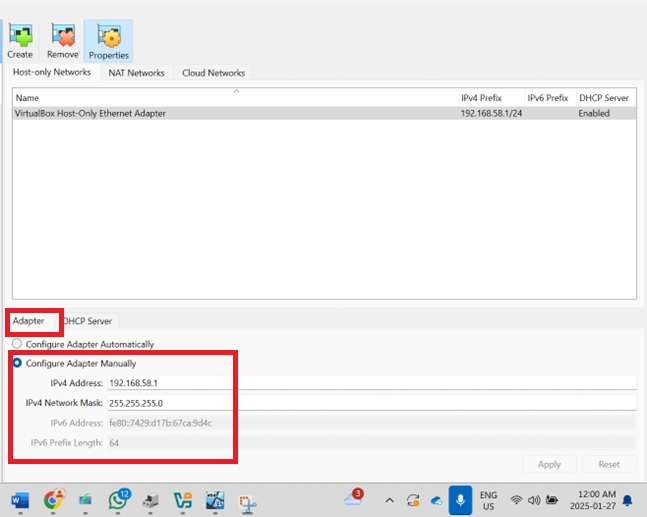 Create Remove Properties
Host-only Networks NAT Networks Cloud Networks
Name IPv4 Prefix IPv6 Prefix DHCP Server
VirtualBox Host-Only Ethernet Adapter 192.168.58.1/24 Enabled
Adapter DHCP Server
Configure Adapter Automatically
Configure Adapter Manually
IPv4 Address: 192.168.58.1
IPv4 Network Mask: 255.255.255.0
IPv6 Address: fe80::7429:d17b:67ca:9d4c
IPv6 Prefix Length: 64
Apply Reset
12 3 ENG 12:00 AM
US 2025-01-27